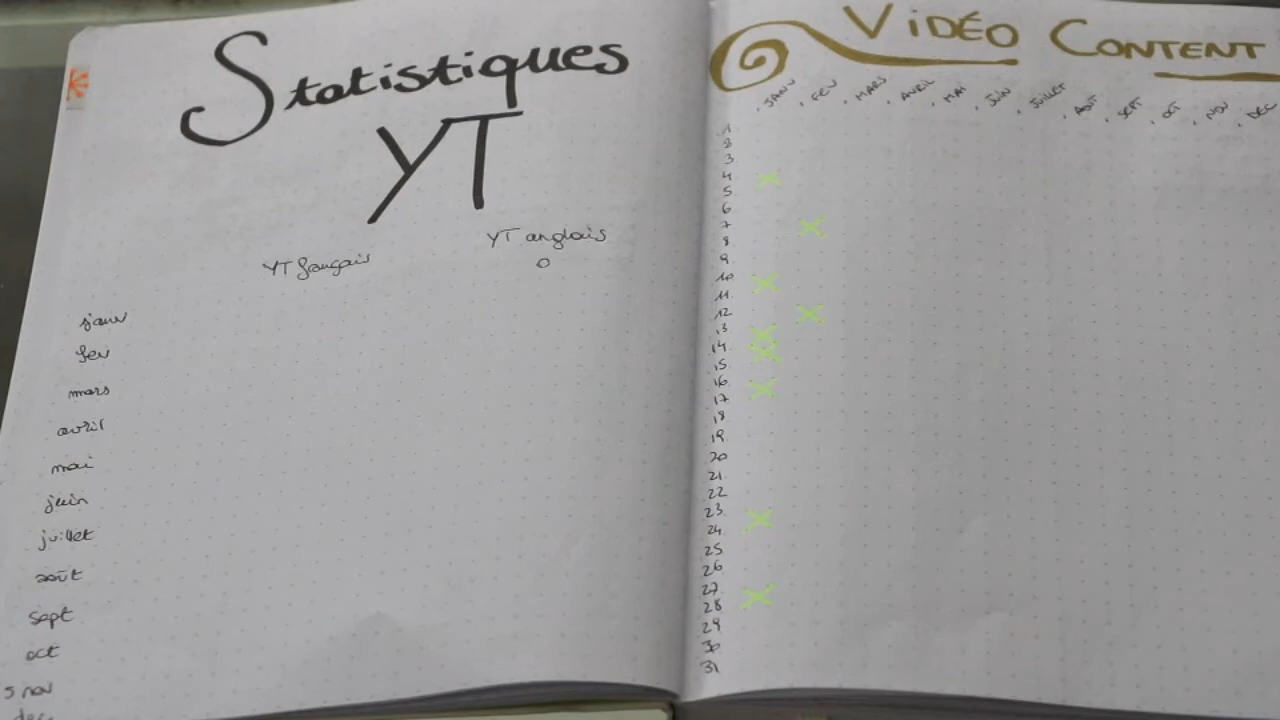 Statistiques
YT
YT français
YT anglais
0
janv
fev
mars
avril
mai
juin
juillet
août
sept
oct
5 nov
dec
VIDÉO CONTENT
JANV FEV MARS AVRIL MAI JUIN JUILLET AOÛT SEPT OCT NOV DEC
1
2
3
4
5
6
7
8
9
10
11
12
13
14
15
16
17
18
19
20
21
22
23
24
25
26
27
28
29
30
31